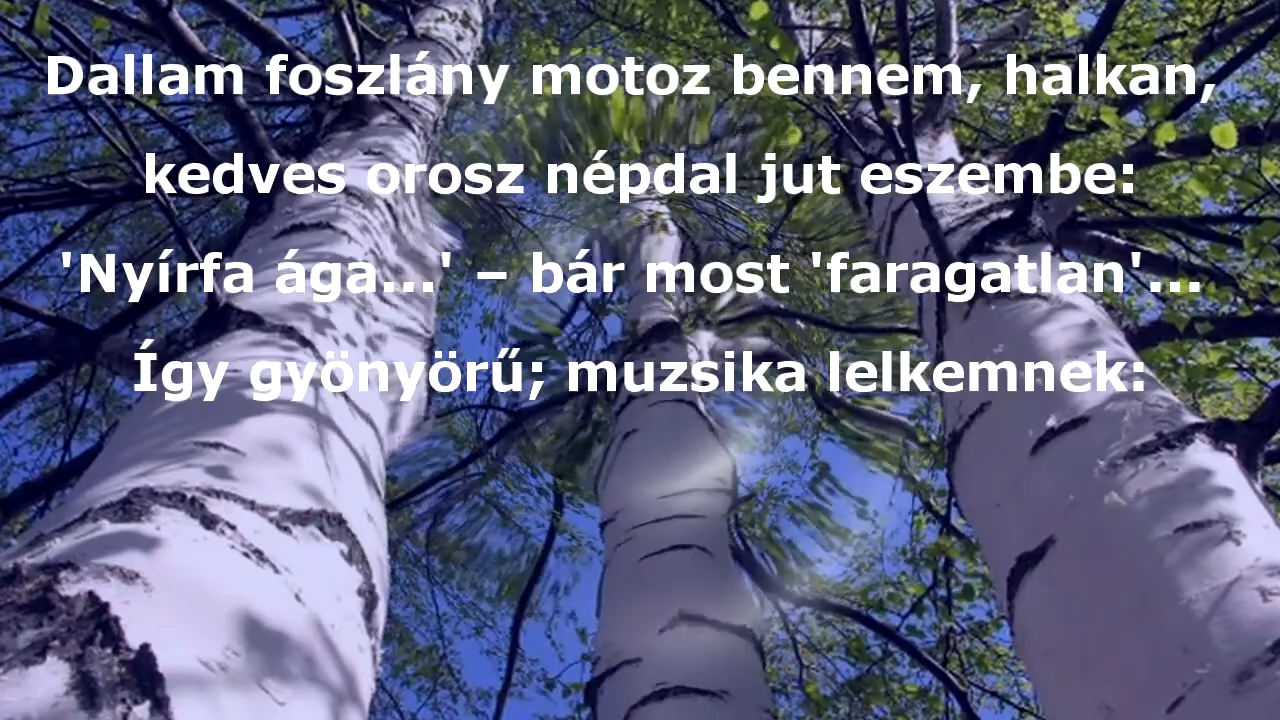 Dallam foszlány motoz bennem, halkan,
kedves orosz népdal jut eszembe:
'Nyírfa ága...' – bár most 'faragatlan'...
Így gyönyörű; muzsika lelkemnek: